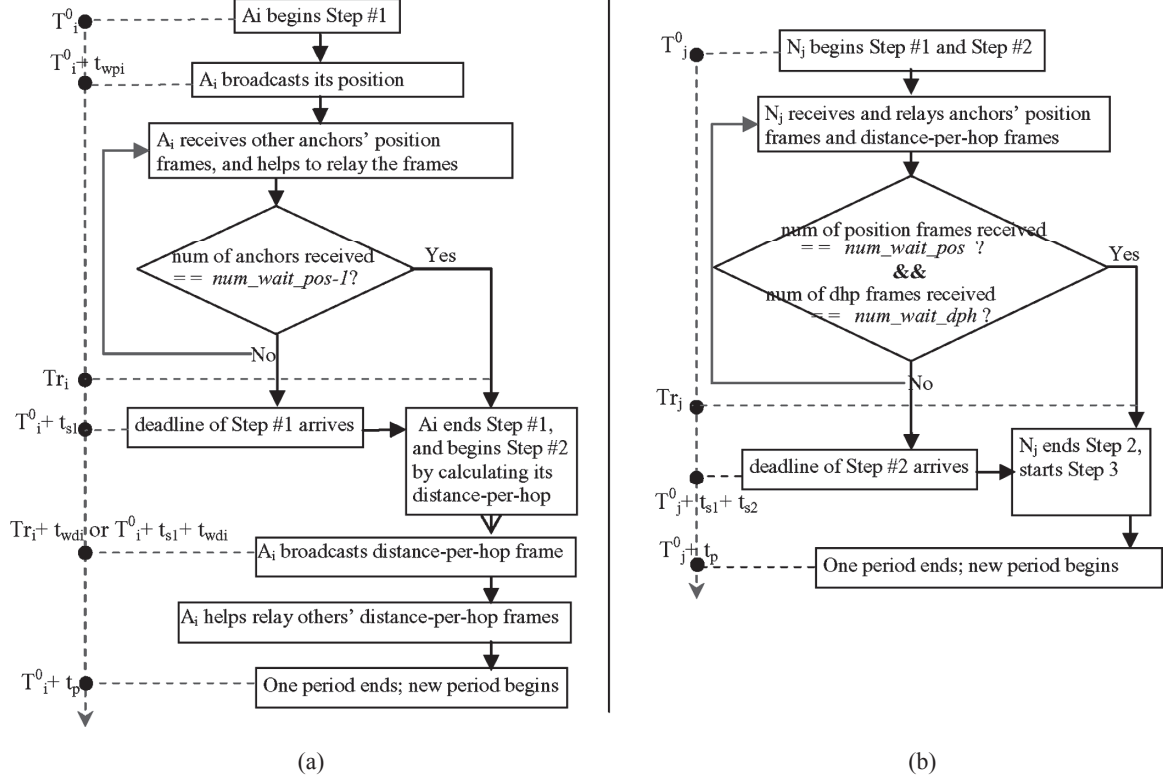 T⁰ᵢ
Ai begins Step #1
T⁰ᵢ+ t_wpi
Aᵢ broadcasts its position
Aᵢ receives other anchors' position
frames, and helps to relay the frames
num of anchors received
== num_wait_pos-1?
Yes
No
Trᵢ
T⁰ᵢ+ t_s1
deadline of Step #1 arrives
Ai ends Step #1,
and begins Step #2
by calculating its
distance-per-hop
Trᵢ+ t_wdi or T⁰ᵢ+ t_s1+ t_wdi
Aᵢ broadcasts distance-per-hop frame
Aᵢ helps relay others' distance-per-hop frames
T⁰ᵢ+ t_p
One period ends; new period begins
(a)
T⁰ⱼ
Nⱼ begins Step #1 and Step #2
Nⱼ receives and relays anchors' position
frames and distance-per-hop frames
num of position frames received
== num_wait_pos ?
&&
num of dhp frames received
== num_wait_dph ?
Yes
No
Trⱼ
deadline of Step #2 arrives
Nⱼ ends Step 2,
starts Step 3
T⁰ⱼ+ t_s1+ t_s2
T⁰ⱼ+ t_p
One period ends; new period begins
(b)